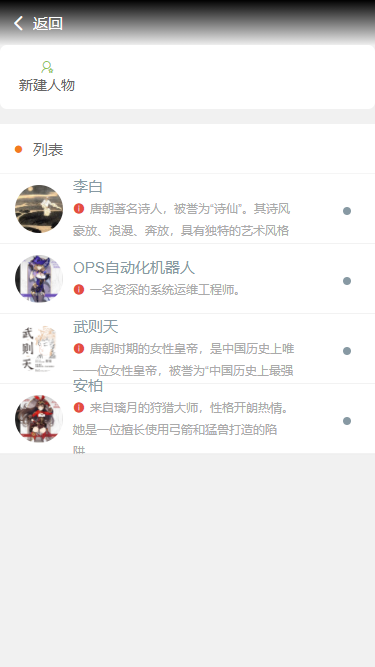 返回
新建人物
列表
李白
唐朝著名诗人，被誉为“诗仙”。其诗风
豪放、浪漫、奔放，具有独特的艺术风格
OPS自动化机器人
一名资深的系统运维工程师。
武则天
武则天
唐朝时期的女性皇帝，是中国历史上唯
一一位女性皇帝，被誉为“中国历史上最强
安柏
来自璃月的狩猎大师，性格开朗热情。
她是一位擅长使用弓箭和猛兽打造的陷
阱